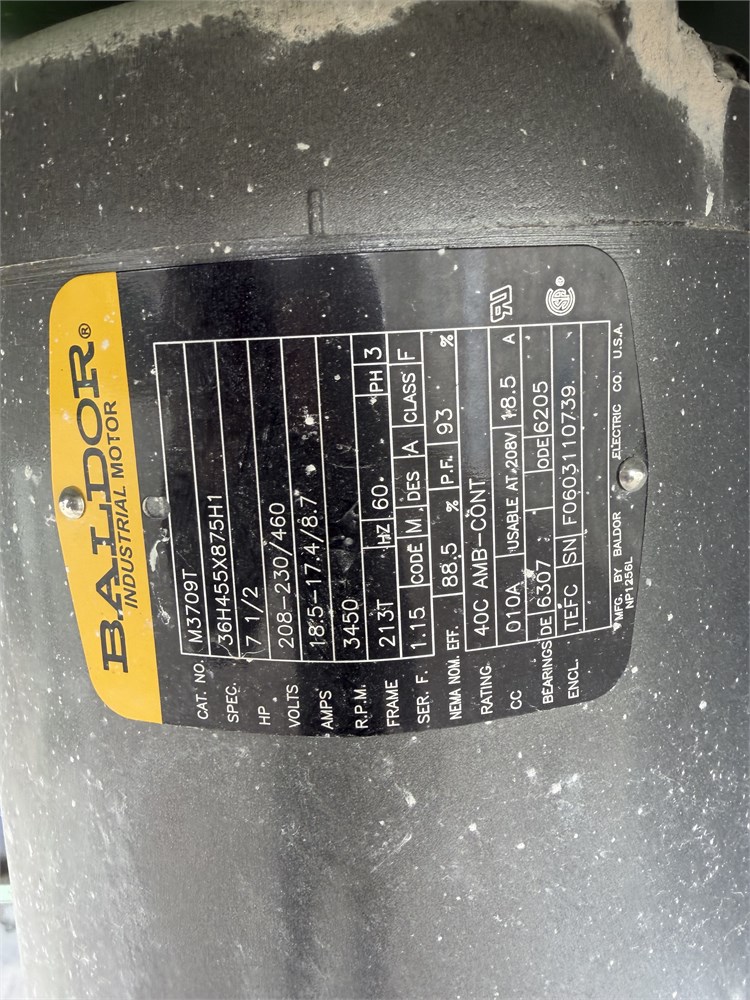 BALDOR®
INDUSTRIAL MOTOR
CAT. NO. M3709T
SPEC. 36H455X875H1
HP 7 1/2
VOLTS 208-230/460
AMPS 18.5-17.4/8.7
R.P.M. 3450
FRAME 213T HZ 60 PH 3
SER. F. 1.15 CODE M DES A CLASS F
NEMA NOM. EFF. 88.5 % P.F. 93 %
RATING 40C AMB-CONT
CC 010A USABLE AT 208V 18.5 A
BEARINGS DE 6307 ODE 6205
ENCL. TEFC SN F0603110739
MFG. BY BALDOR ELECTRIC CO. U.S.A.
NP1256L